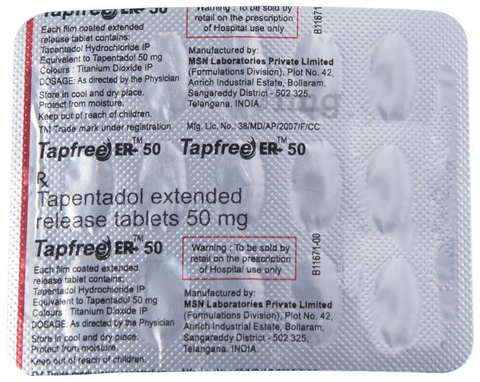 Tapfree ER™ 50
Each film coated extended
release tablet contains:
Tapentadol Hydrochloride IP
Equivalent to Tapentadol 50 mg
Colours : Titanium Dioxide IP
DOSAGE: As directed by the Physician
Store in cool and dry place.
Protect from moisture.
Keep out of reach of children.
TM Trade mark under registration
Warning : To be sold by
retail on the prescription
of Hospital use only
B11671
Manufactured by:
MSN Laboratories Private Limited
(Formulations Division), Plot No. 42,
Anrich Industrial Estate, Bollaram,
Sangareddy District - 502 325,
Telangana, INDIA.
Mfg. Lic. No.: 38/MD/AP/2007/F/CC
Tapfree ER™ 50 Tapfree ER™ 50
Rx
Tapentadol extended
release tablets 50 mg
Tapfree ER™ 50
Each film coated extended
release tablet contains:
Tapentadol Hydrochloride IP
Equivalent to Tapentadol 50 mg
Colours : Titanium Dioxide IP
DOSAGE: As directed by the Physician
Store in cool and dry place.
Protect from moisture.
Keep out of reach of children.
Warning : To be sold by
retail on the prescription
of Hospital use only
B11671-00
Manufactured by:
MSN Laboratories Private Limited
(Formulations Division), Plot No. 42,
Anrich Industrial Estate, Bollaram,
Sangareddy District - 502 325,
Telangana, INDIA.